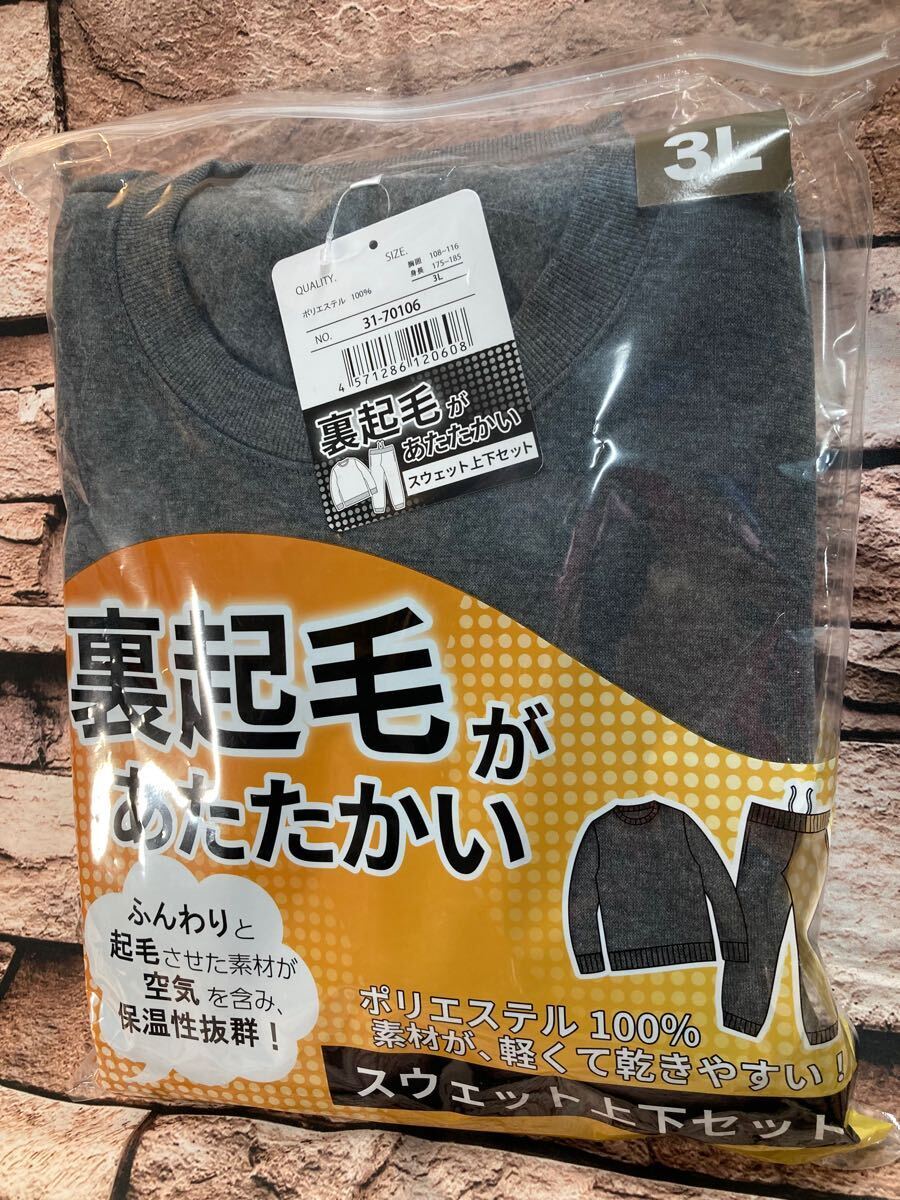 3L
QUALITY.
SIZE.
胸囲 108~116
身長 175~185
3L
ポリエステル 100%
NO. 31-70106
4 571286 120608
裏起毛が
あたたかい
スウェット上下セット
裏起毛が
あたたかい
ふんわりと
起毛させた素材が
空気を含み、
保温性抜群！
ポリエステル 100%
素材が、軽くて乾きやすい！
スウェット上下セット